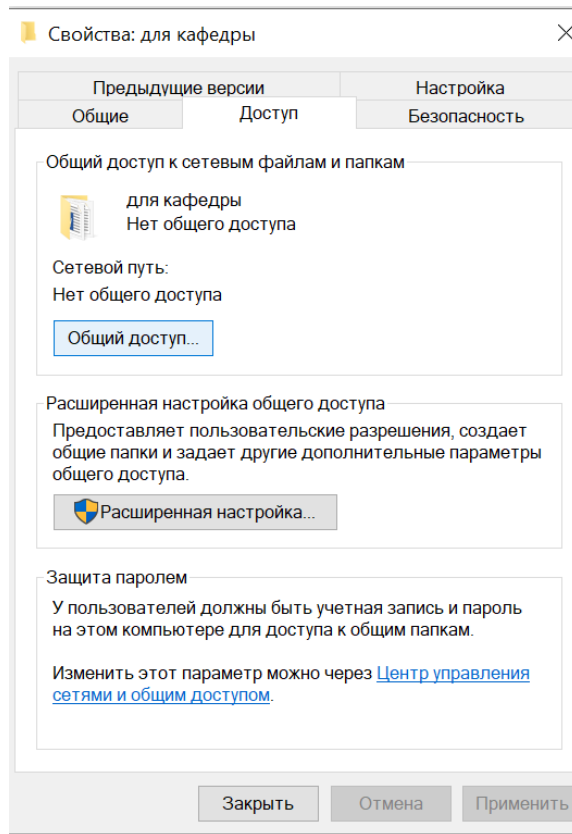 Свойства: для кафедры
Предыдущие версии
Настройка
Общие
Доступ
Безопасность
Общий доступ к сетевым файлам и папкам
для кафедры
Нет общего доступа
Сетевой путь:
Нет общего доступа
Общий доступ...
Расширенная настройка общего доступа
Предоставляет пользовательские разрешения, создает
общие папки и задает другие дополнительные параметры
общего доступа.
Расширенная настройка...
Защита паролем
У пользователей должны быть учетная запись и пароль
на этом компьютере для доступа к общим папкам.
Изменить этот параметр можно через Центр управления
сетями и общим доступом.
Закрыть
Отмена
Применить